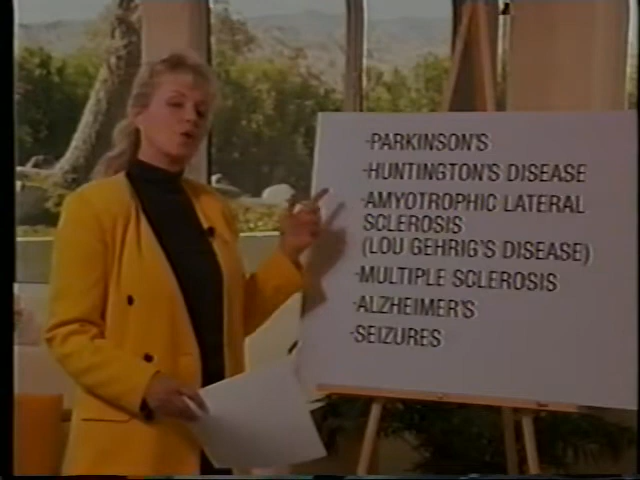 -PARKINSON'S
-HUNTINGTON'S DISEASE
-AMYOTROPHIC LATERAL
SCLEROSIS
(LOU GEHRIG'S DISEASE)
-MULTIPLE SCLEROSIS
-ALZHEIMER'S
-SEIZURES